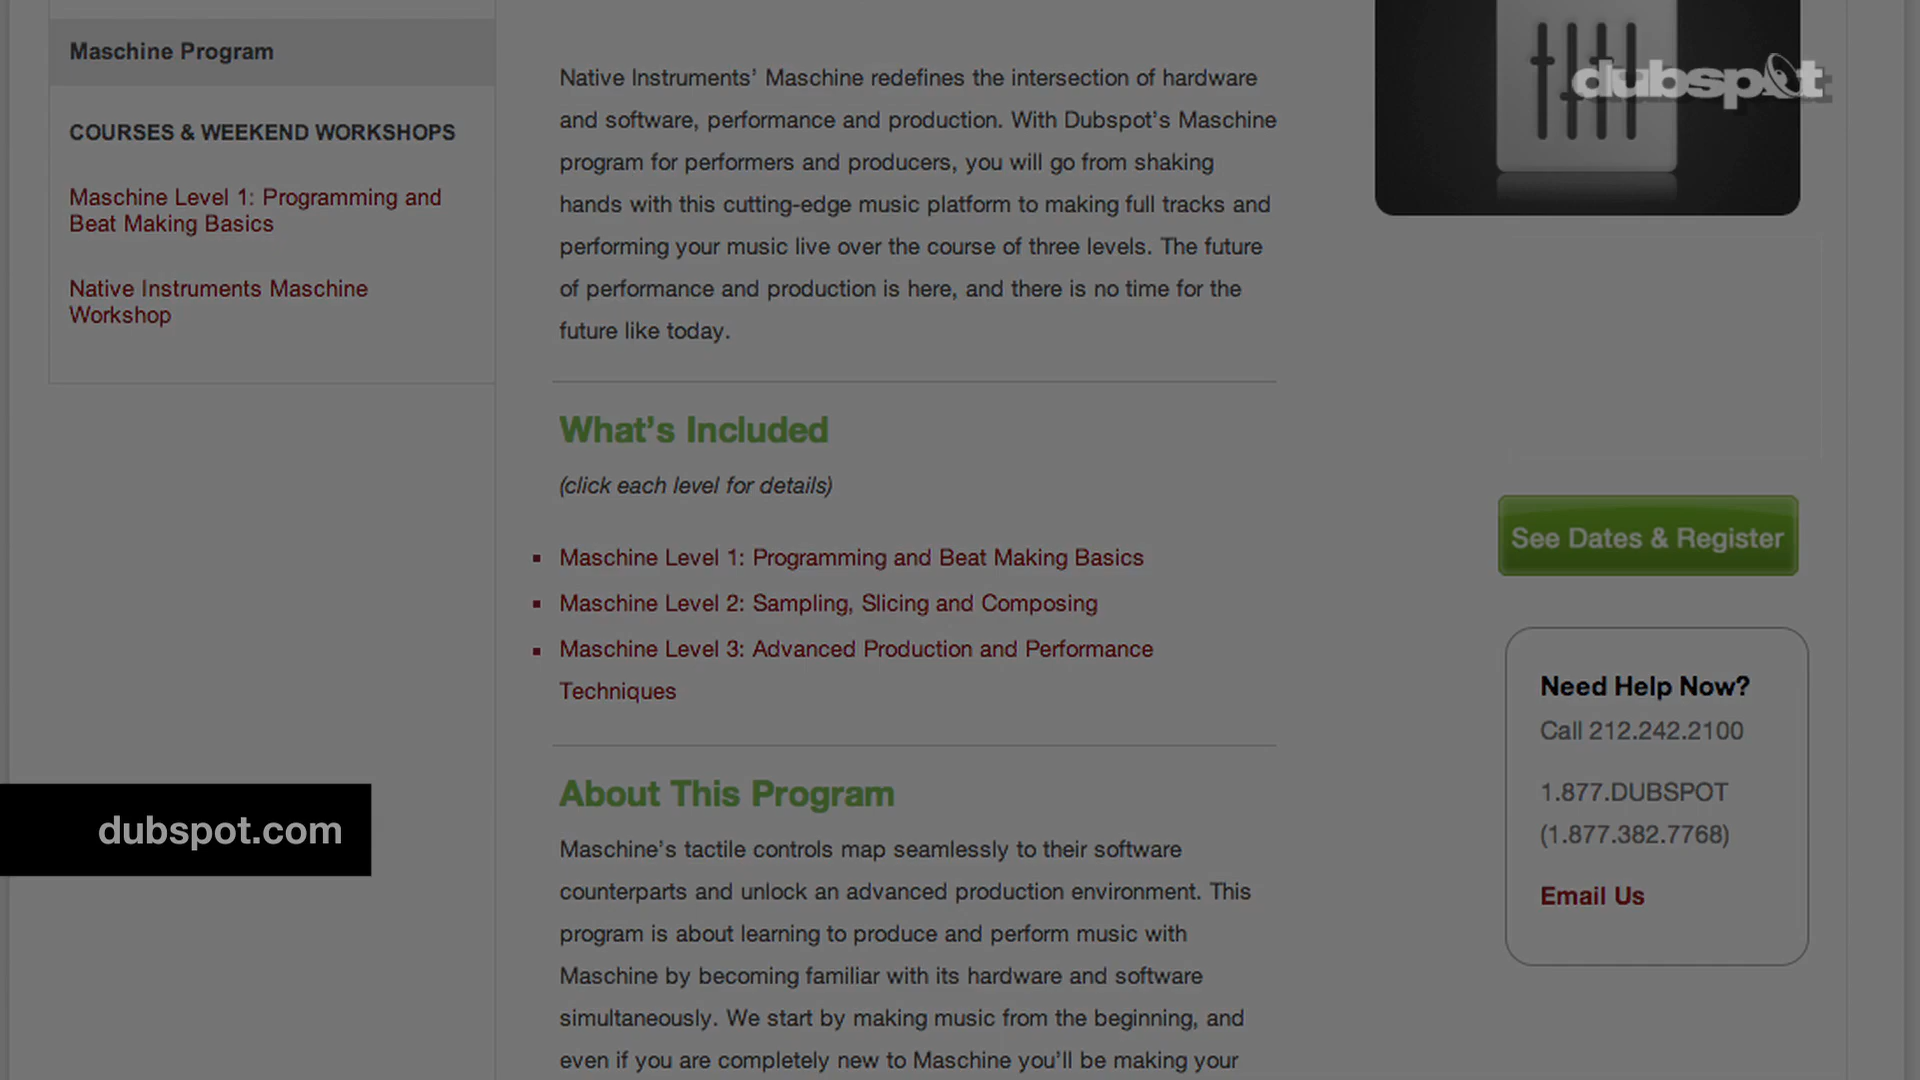 Maschine Program
COURSES & WEEKEND WORKSHOPS
Maschine Level 1: Programming and
Beat Making Basics
Native Instruments Maschine
Workshop
Native Instruments’ Maschine redefines the intersection of hardware
and software, performance and production. With Dubspot’s Maschine
program for performers and producers, you will go from shaking
hands with this cutting-edge music platform to making full tracks and
performing your music live over the course of three levels. The future
of performance and production is here, and there is no time for the
future like today.
What’s Included
(click each level for details)
Maschine Level 1: Programming and Beat Making Basics
Maschine Level 2: Sampling, Slicing and Composing
Maschine Level 3: Advanced Production and Performance
Techniques
About This Program
Maschine’s tactile controls map seamlessly to their software
counterparts and unlock an advanced production environment. This
program is about learning to produce and perform music with
Maschine by becoming familiar with its hardware and software
simultaneously. We start by making music from the beginning, and
even if you are completely new to Maschine you’ll be making your
dubspot
See Dates & Register
Need Help Now?
Call 212.242.2100
1.877.DUBSPOT
(1.877.382.7768)
Email Us
dubspot.com